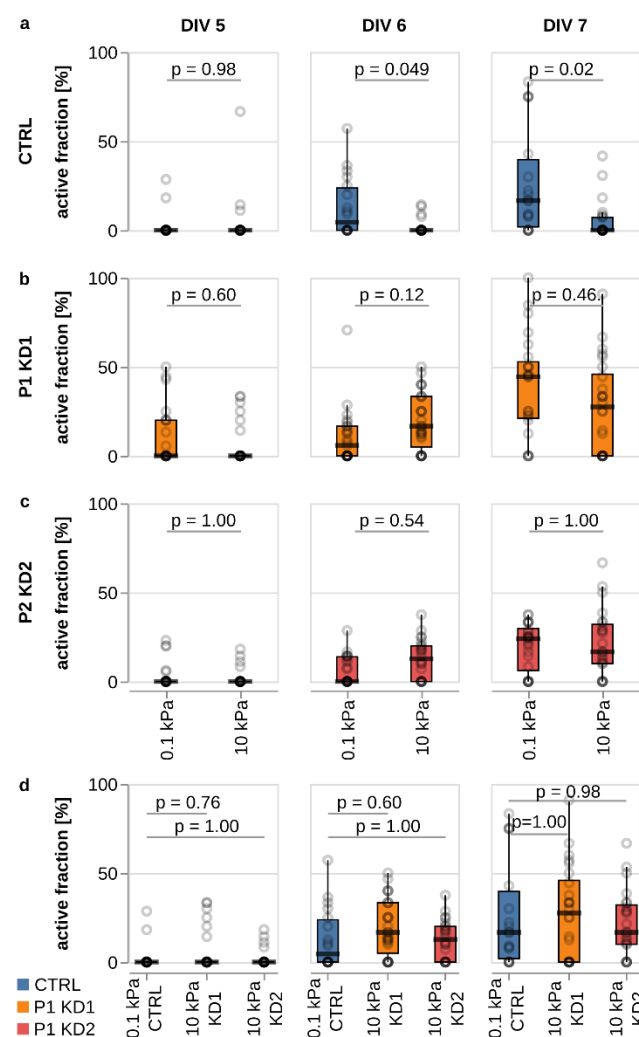 a DIV 5 DIV 6 DIV 7
CTRL
active fraction [%]
100
50
0
p = 0.98
p = 0.049
p = 0.02
b
P1 KD1
active fraction [%]
100
50
0
p = 0.60
p = 0.12
p = 0.46
c
P2 KD2
active fraction [%]
100
50
0
p = 1.00
p = 0.54
p = 1.00
0.1 kPa
10 kPa
0.1 kPa
10 kPa
0.1 kPa
10 kPa
d
active fraction [%]
100
50
0
p = 0.76
p = 1.00
p = 0.60
p = 1.00
p = 0.98
p=1.00
0.1 kPa
CTRL
10 kPa
KD1
10 kPa
KD2
0.1 kPa
CTRL
10 kPa
KD1
10 kPa
KD2
0.1 kPa
CTRL
10 kPa
KD1
10 kPa
KD2
CTRL
P1 KD1
P1 KD2